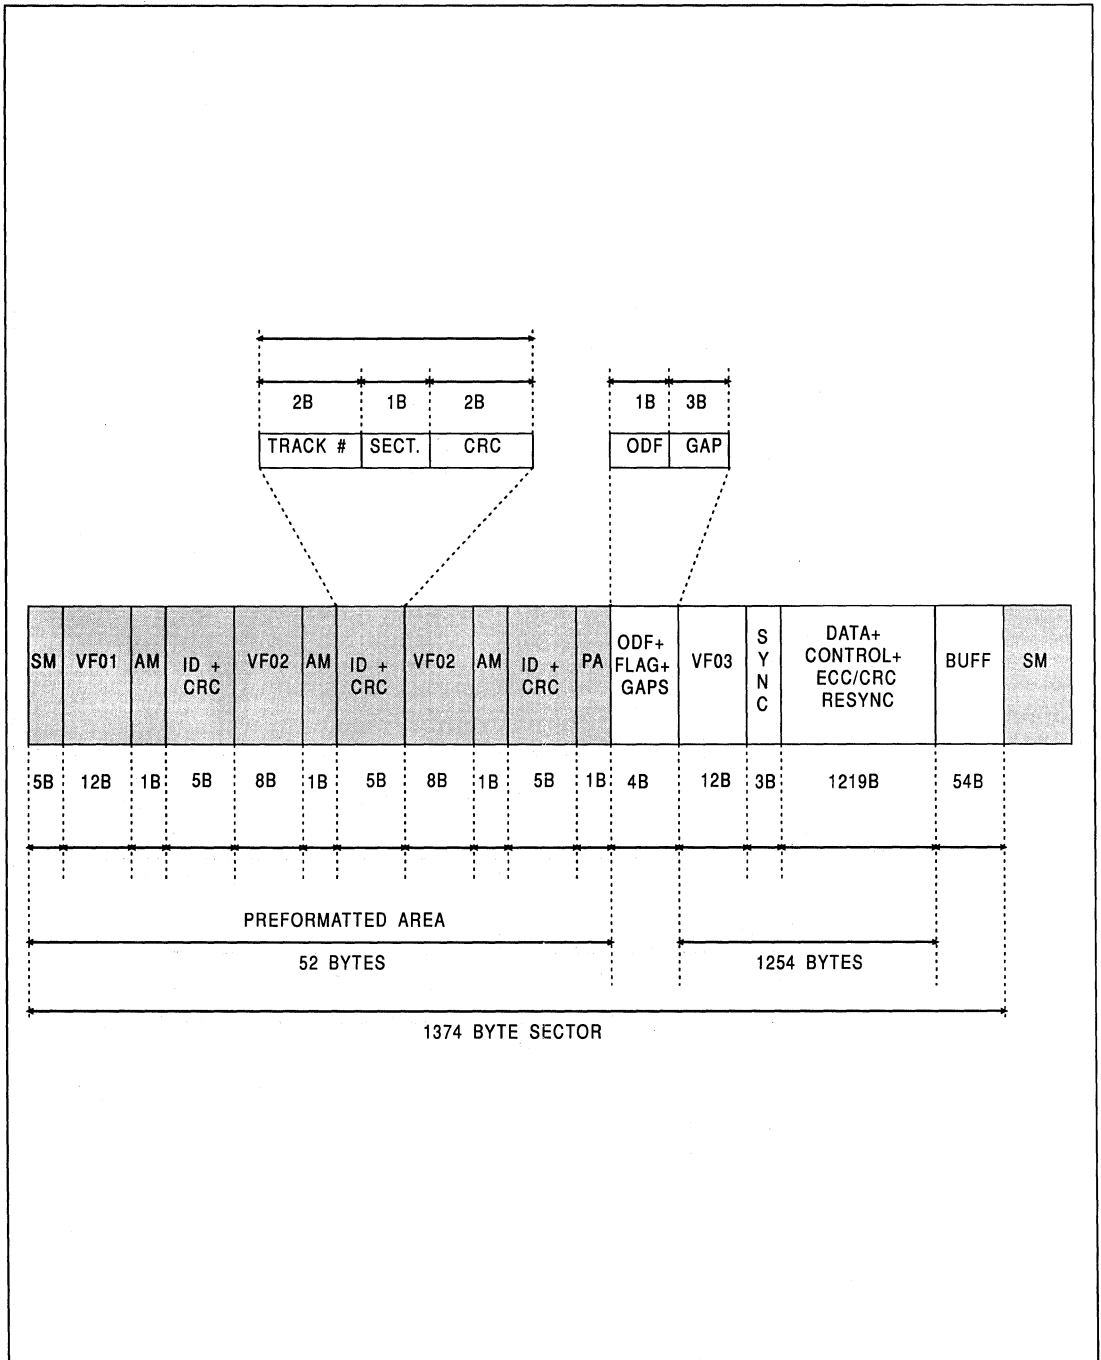 2B 1B 2B
TRACK # SECT. CRC
1B 3B
ODF GAP
SM VF01 AM ID + CRC VF02 AM ID + CRC VF02 AM ID + CRC PA ODF+ FLAG+ GAPS VF03 SYNC DATA+ CONTROL+ ECC/CRC RESYNC BUFF SM
5B 12B 1B 5B 8B 1B 5B 8B 1B 5B 1B 4B 12B 3B 1219B 54B
PREFORMATTED AREA
52 BYTES
1254 BYTES
1374 BYTE SECTOR